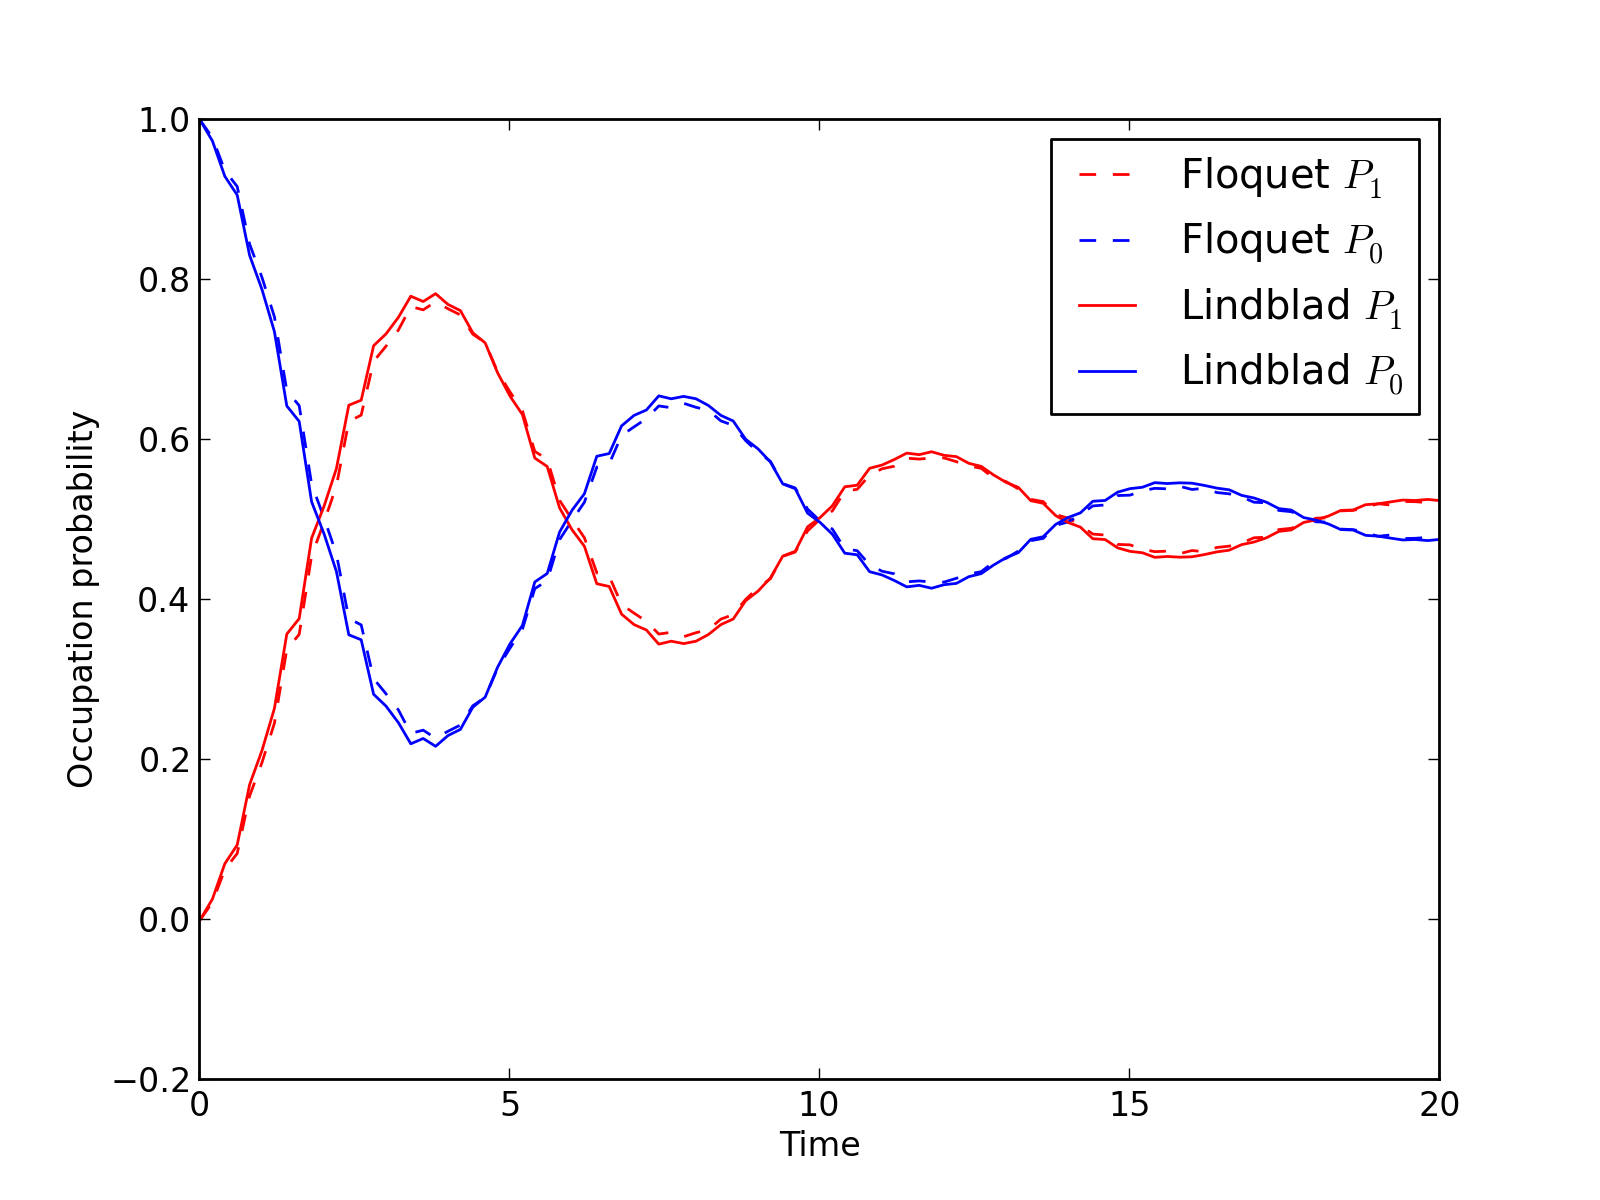 1.0
0.8
0.6
0.4
0.2
0.0
−0.2
0 5 10 15 20
Occupation probability
Time
Floquet P₁
Floquet P₀
Lindblad P₁
Lindblad P₀